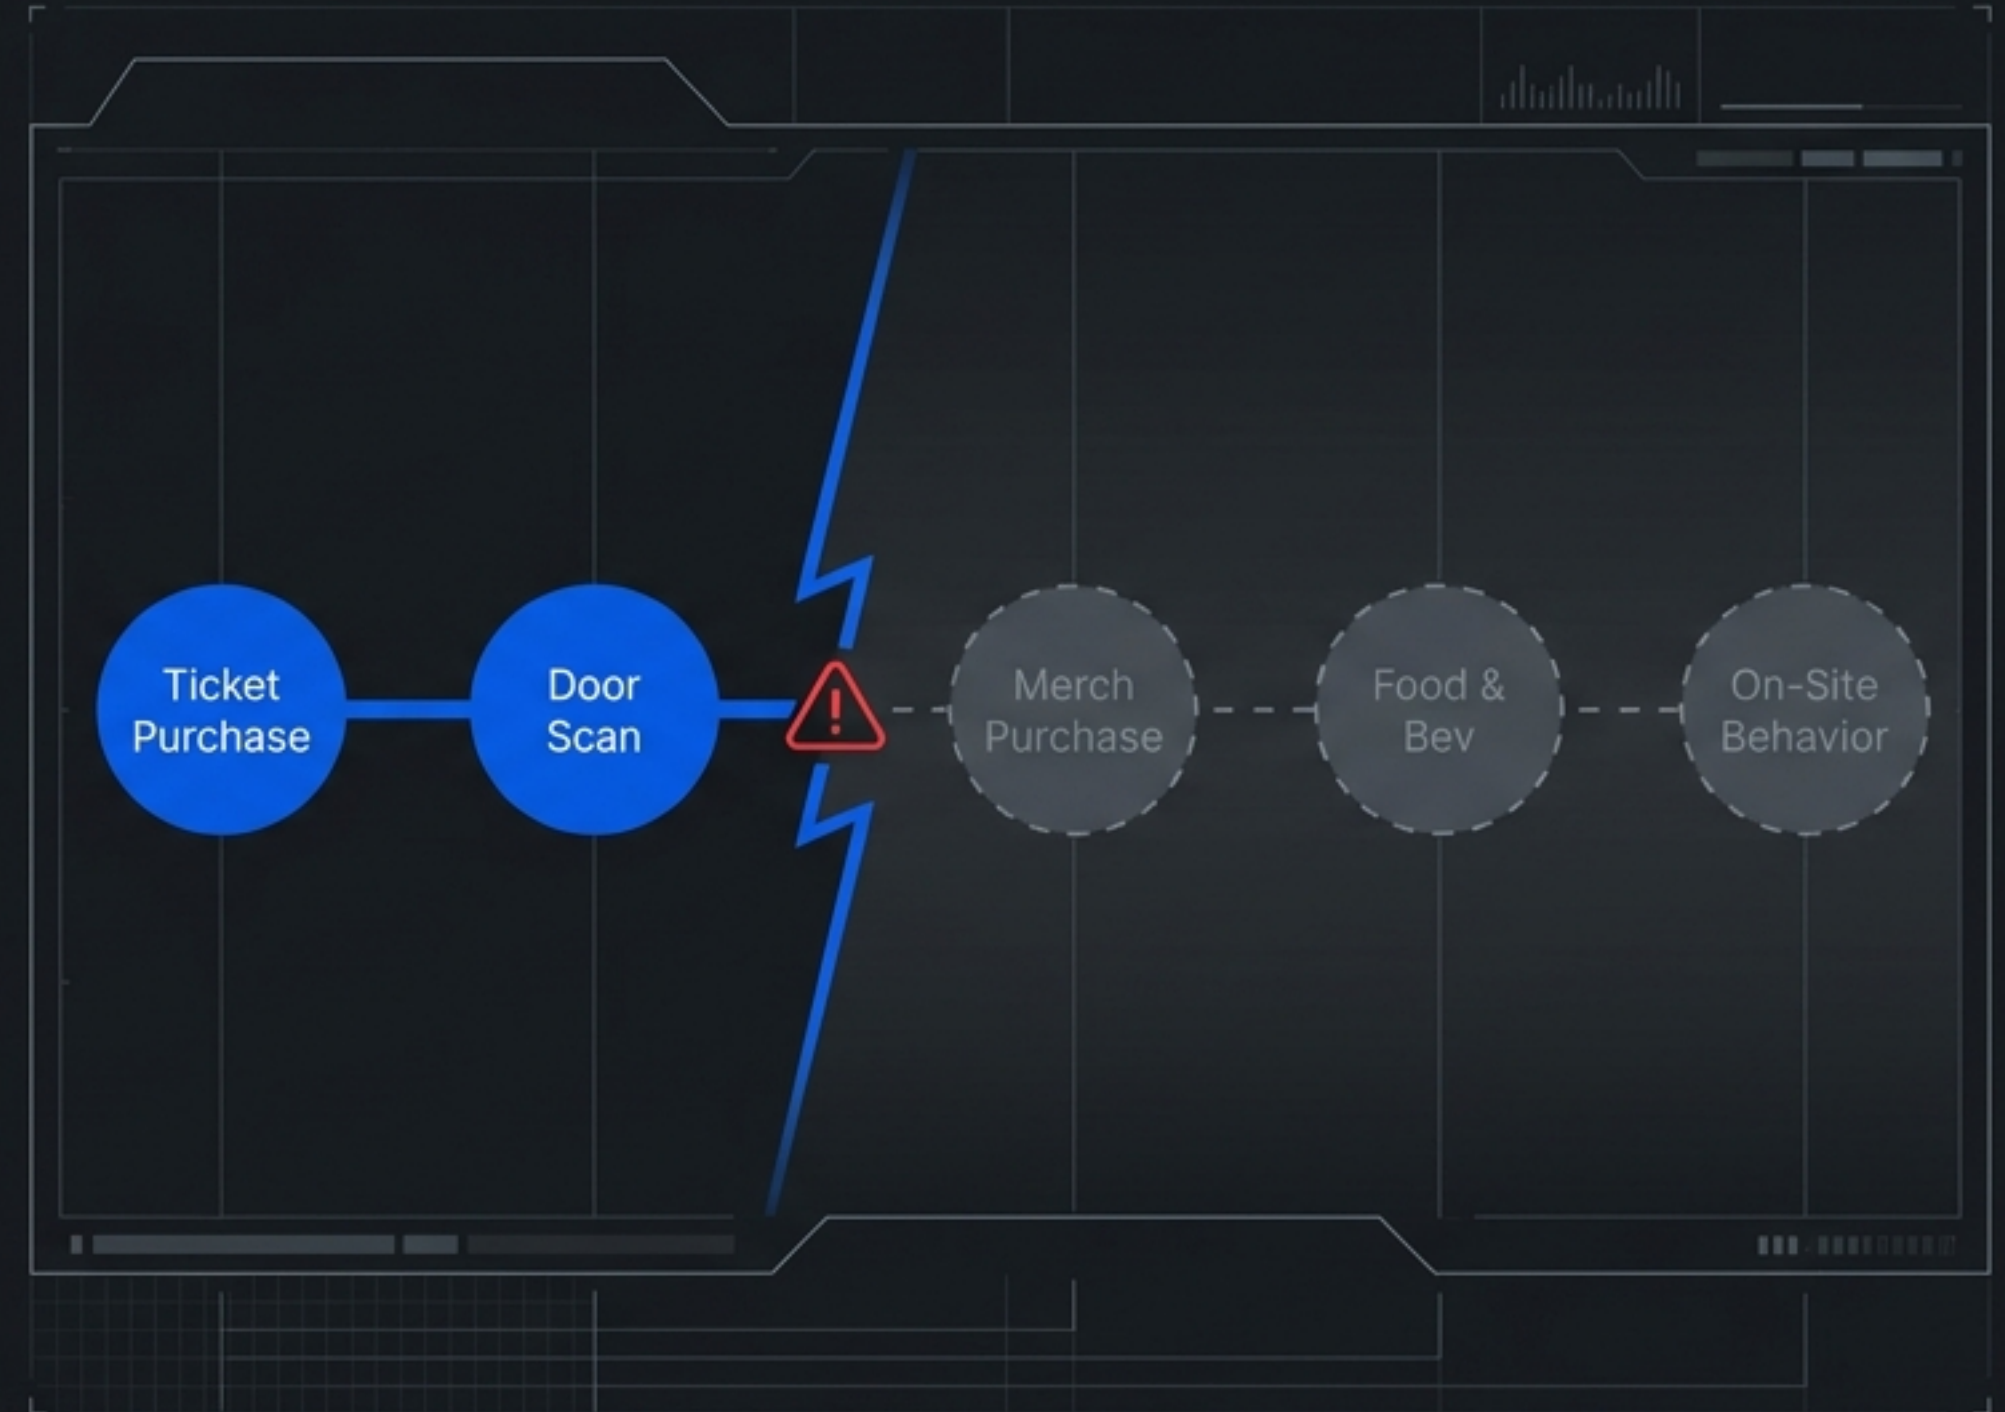 Ticket
Purchase
Door
Scan
!
Merch
Purchase
Food &
Bev
On-Site
Behavior